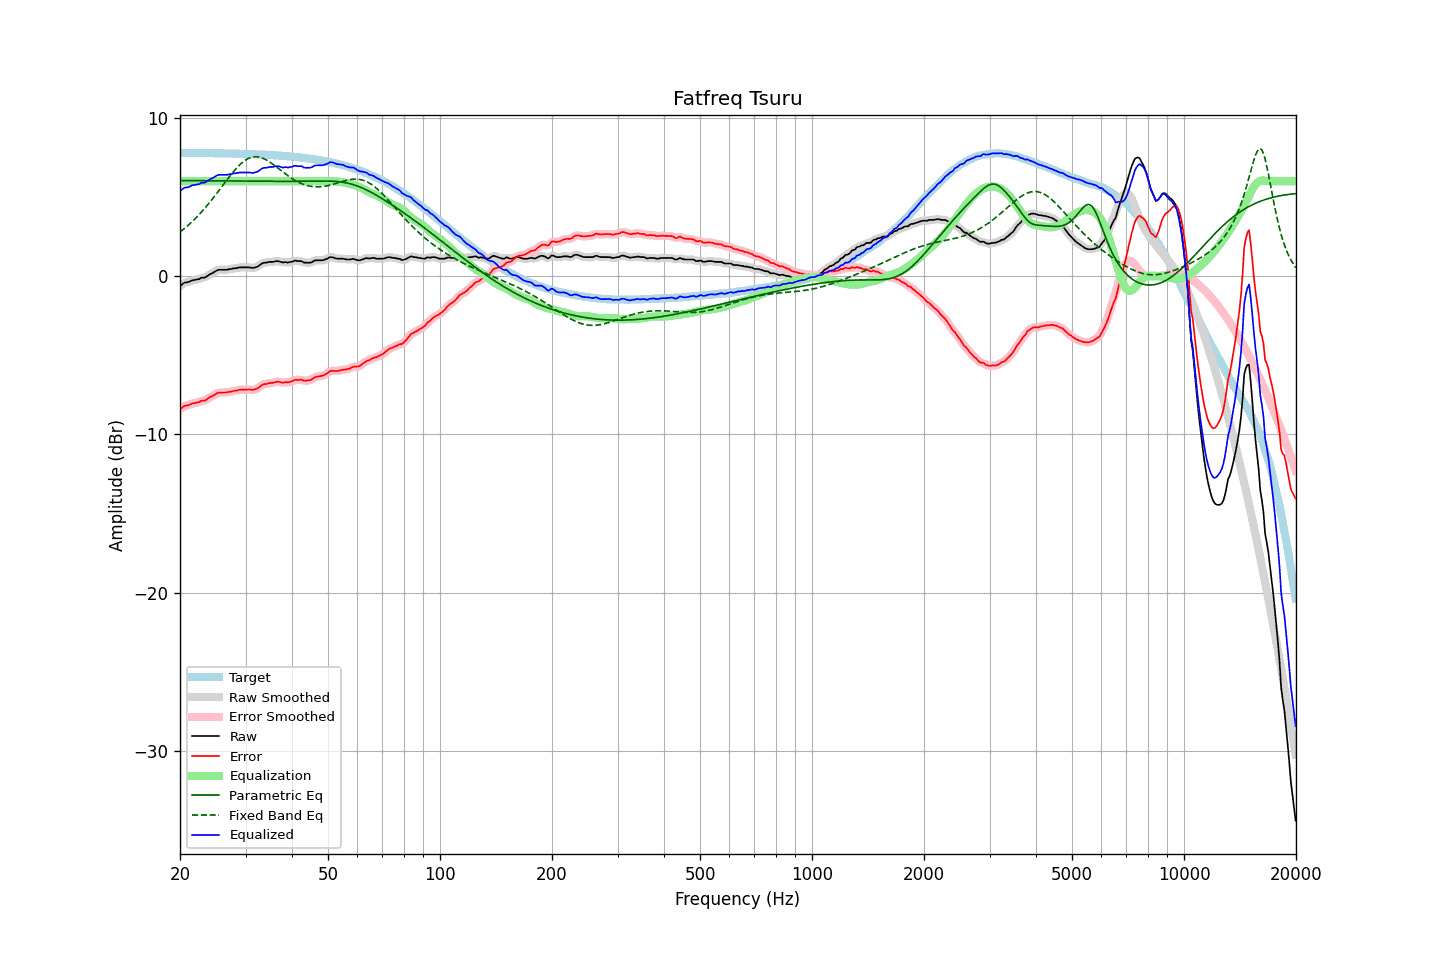 Fatfreq Tsuru
10
0
−10
−20
−30
Amplitude (dBr)
Target
Raw Smoothed
Error Smoothed
Raw
Error
Equalization
Parametric Eq
Fixed Band Eq
Equalized
20 50 100 200 500 1000 2000 5000 10000 20000
Frequency (Hz)